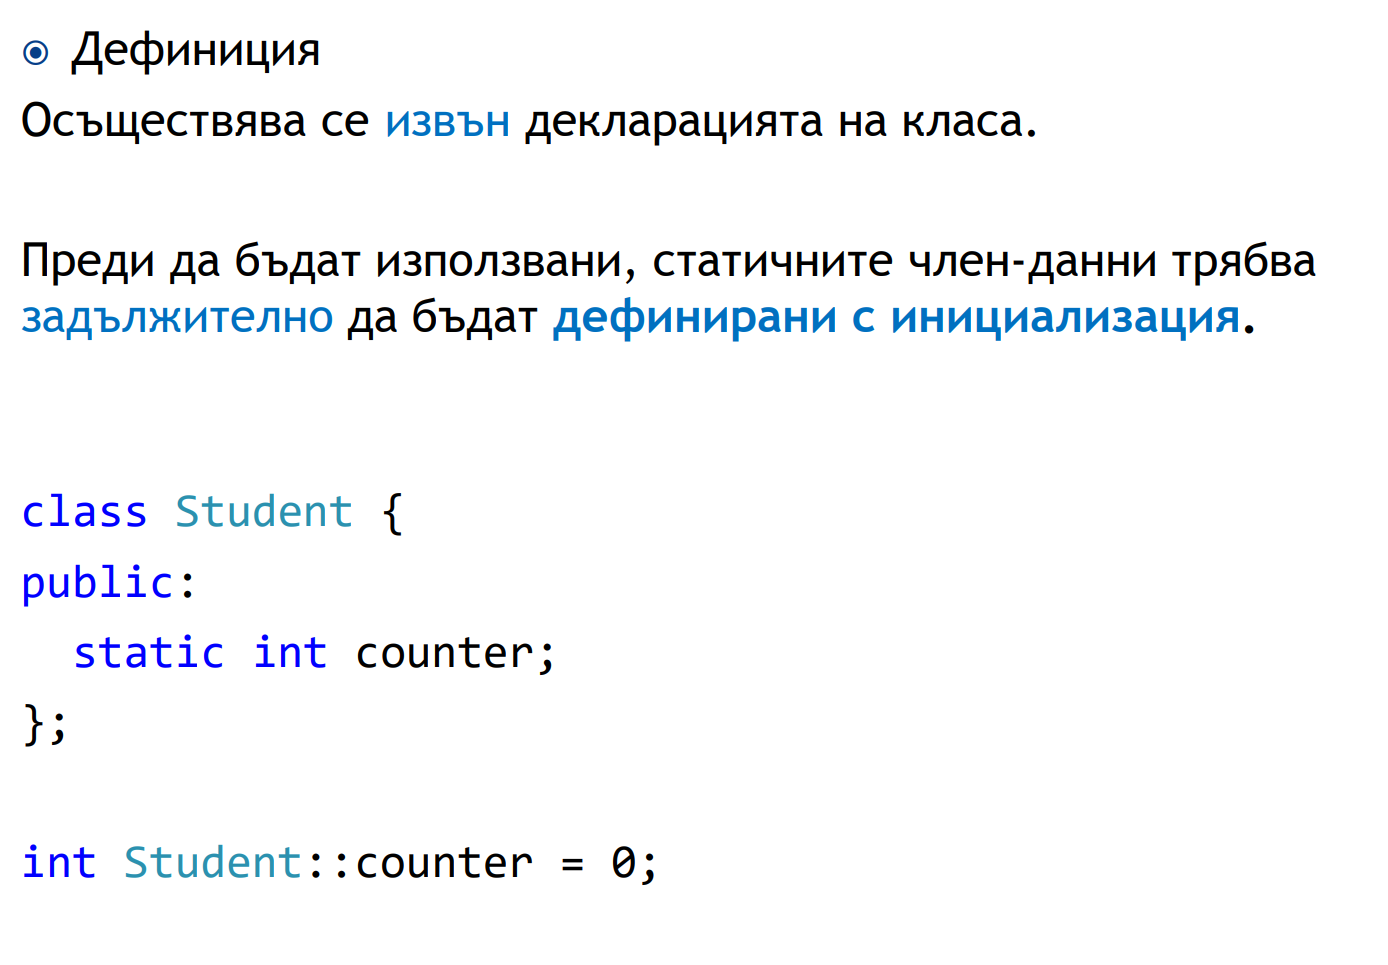 Дефиниция
Осъществява се извън декларацията на класа.
Преди да бъдат използвани, статичните член-данни трябва
задължително да бъдат дефинирани с инициализация.
class Student {
public:
  static int counter;
};
int Student::counter = 0;